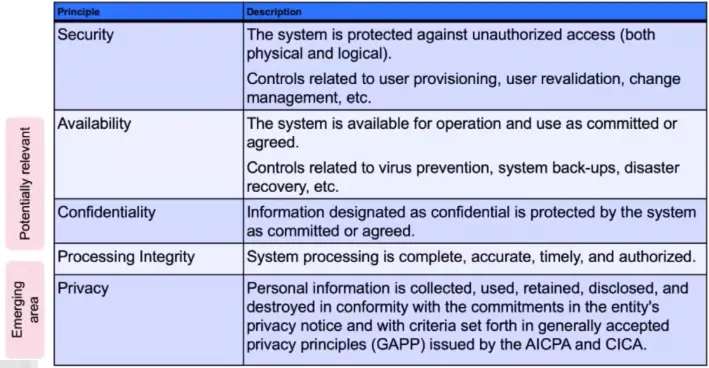 Principle Description
Security The system is protected against unauthorized access (both
physical and logical).
Controls related to user provisioning, user revalidation, change
management, etc.
Potentially relevant
Availability The system is available for operation and use as committed or
agreed.
Controls related to virus prevention, system back-ups, disaster
recovery, etc.
Confidentiality Information designated as confidential is protected by the system
as committed or agreed.
Processing Integrity System processing is complete, accurate, timely, and authorized.
Emerging
area
Privacy Personal information is collected, used, retained, disclosed, and
destroyed in conformity with the commitments in the entity's
privacy notice and with criteria set forth in generally accepted
privacy principles (GAPP) issued by the AICPA and CICA.